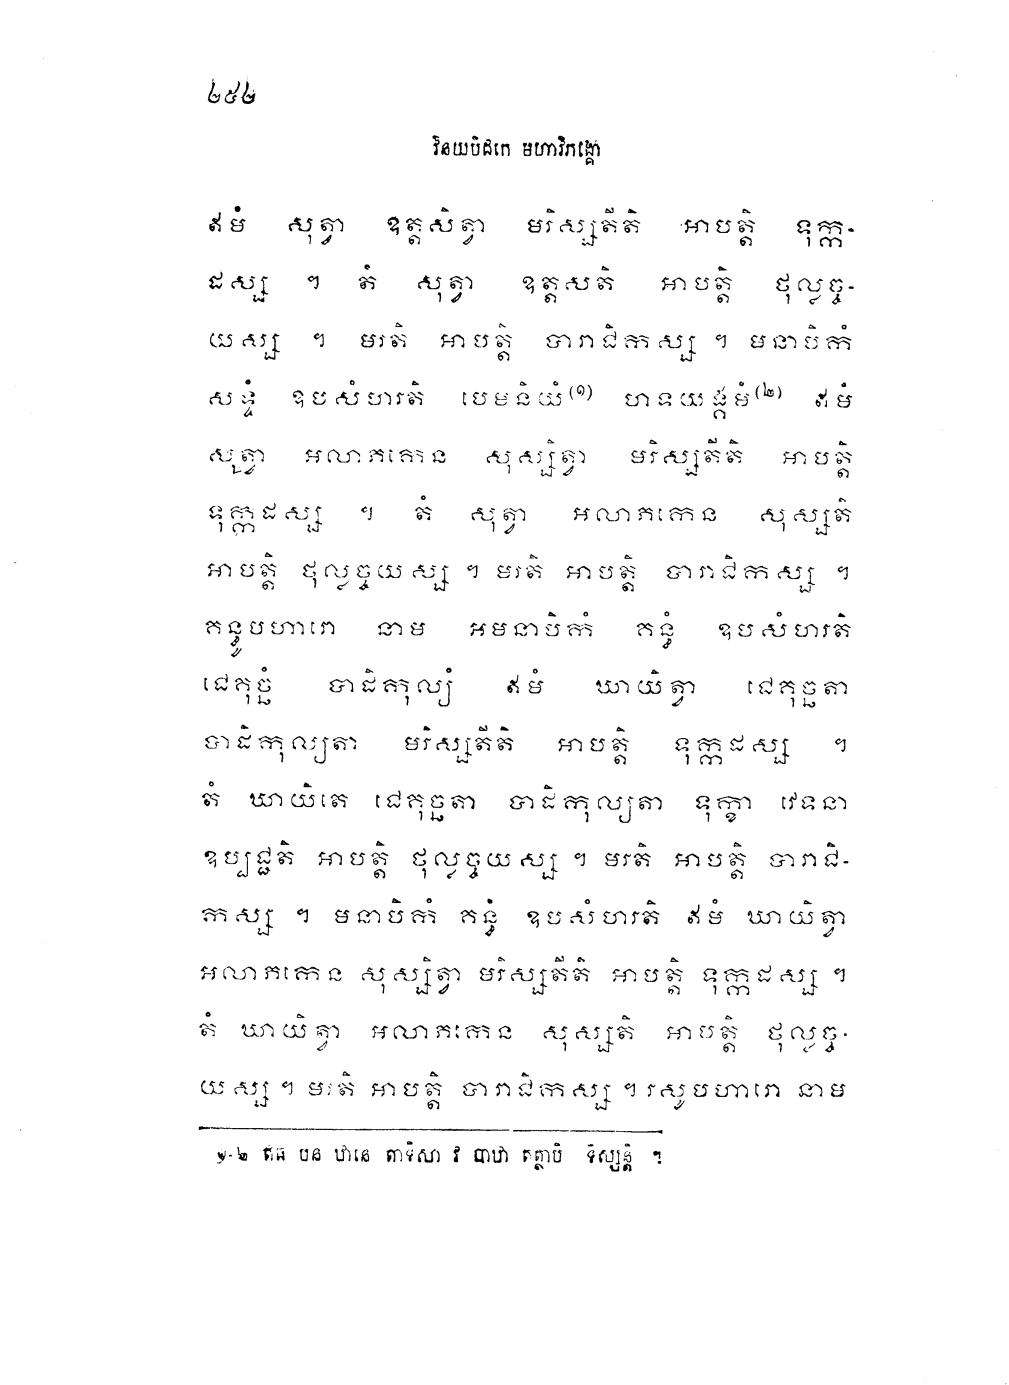 ២៥២
វិនយបិដកេ មហាវិភង្គោ
ឥមំ សុត្វា ឧត្តសិត្វា មរិស្សតីតិ អាបត្តិ ទុក្ក-
ដស្ស ។ តំ សុត្វា ឧត្តសតិ អាបត្តិ ថុល្លច្ច-
យស្ស ។ មរតិ អាបត្តិ បារាជិកស្ស ។ មនាបិកំ
សទ្ទំ ឧបសំហរតិ បេមនិយំ(១) ហទយង្គមំ(២) ឥមំ
សុត្វា អលាភកេន សុស្សិត្វា មរិស្សតីតិ អាបត្តិ
ទុក្កដស្ស ។ តំ សុត្វា អលាភកេន សុស្សតិ
អាបត្តិ ថុល្លច្ចយស្ស ។ មរតិ អាបត្តិ បារាជិកស្ស ។
គន្ធូបហារោ នាម អមនាបិកំ គន្ធំ ឧបសំហរតិ
ជេគុច្ឆំ បាដិកុល្យំ ឥមំ ឃាយិត្វា ជេគុច្ឆតា
បាដិកុល្យតា មរិស្សតីតិ អាបត្តិ ទុក្កដស្ស ។
តំ ឃាយិតេ ជេគុច្ឆតា បាដិកុល្យតា ទុក្ខា វេទនា
ឧប្បជ្ជតិ អាបត្តិ ថុល្លច្ចយស្ស ។ មរតិ អាបត្តិ បារាជិ-
កស្ស ។ មនាបិកំ គន្ធំ ឧបសំហរតិ ឥមំ ឃាយិត្វា
អលាភកេន សុស្សិត្វា មរិស្សតីតិ អាបត្តិ ទុក្កដស្ស ។
តំ ឃាយិត្វា អលាភកេន សុស្សតិ អាបត្តិ ថុល្លច្ច-
យស្ស ។ មរតិ អាបត្តិ បារាជិកស្ស ។ រសូបហារោ នាម
១-២ ឥធ បន ឋានេ តាទិសា វ បាឋា កត្ថាបិ ទិស្សន្តិ ។